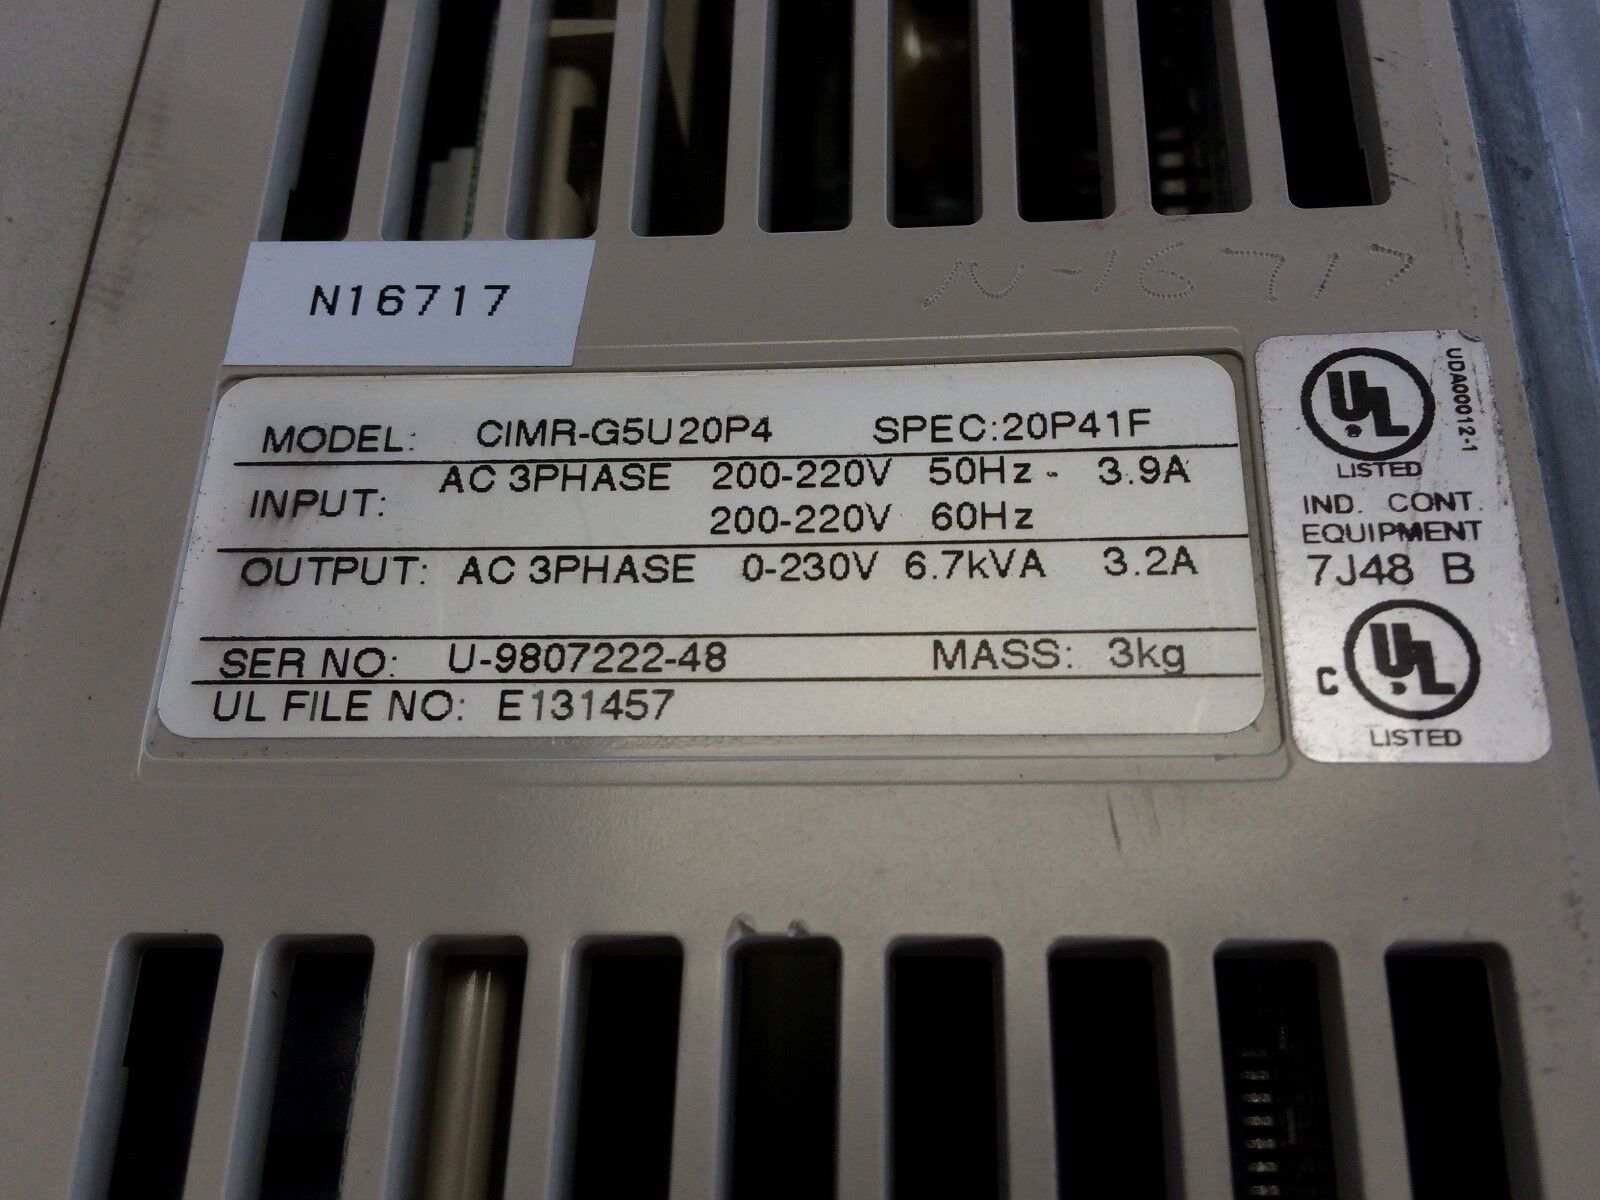 N16717
N-16717
MODEL: CIMR-G5U20P4 SPEC:20P41F
INPUT: AC 3PHASE 200-220V 50Hz - 3.9A
200-220V 60Hz
OUTPUT: AC 3PHASE 0-230V 6.7kVA 3.2A
SER NO: U-9807222-48 MASS: 3kg
UL FILE NO: E131457
UL
LISTED
UDA00012-1
IND. CONT.
EQUIPMENT
7J48 B
C UL
LISTED